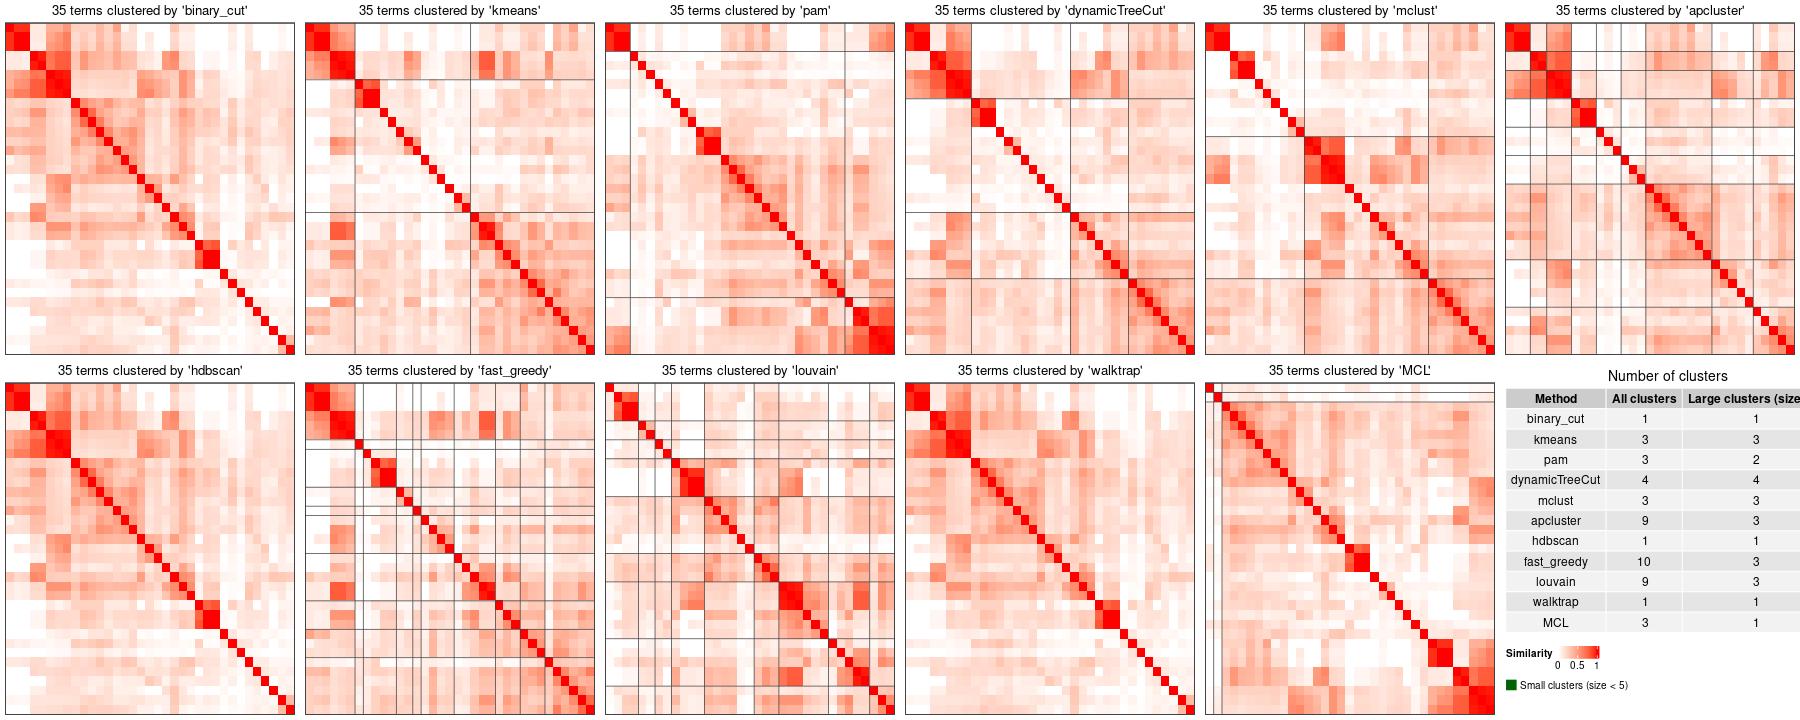 35 terms clustered by 'binary_cut'
35 terms clustered by 'kmeans'
35 terms clustered by 'pam'
35 terms clustered by 'dynamicTreeCut'
35 terms clustered by 'mclust'
35 terms clustered by 'apcluster'
35 terms clustered by 'hdbscan'
35 terms clustered by 'fast_greedy'
35 terms clustered by 'louvain'
35 terms clustered by 'walktrap'
35 terms clustered by 'MCL'
Number of clusters
Method All clusters Large clusters (size
binary_cut 1 1
kmeans 3 3
pam 3 2
dynamicTreeCut 4 4
mclust 3 3
apcluster 9 3
hdbscan 1 1
fast_greedy 10 3
louvain 9 3
walktrap 1 1
MCL 3 1
Similarity
0 0.5 1
Small clusters (size < 5)